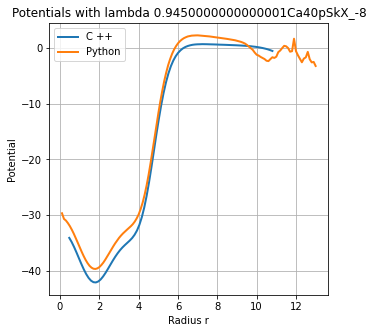 Potentials with lambda 0.9450000000000001Ca40pSkX_-8
C ++
Python
0
−10
−20
−30
−40
Potential
0
2
4
6
8
10
12
Radius r